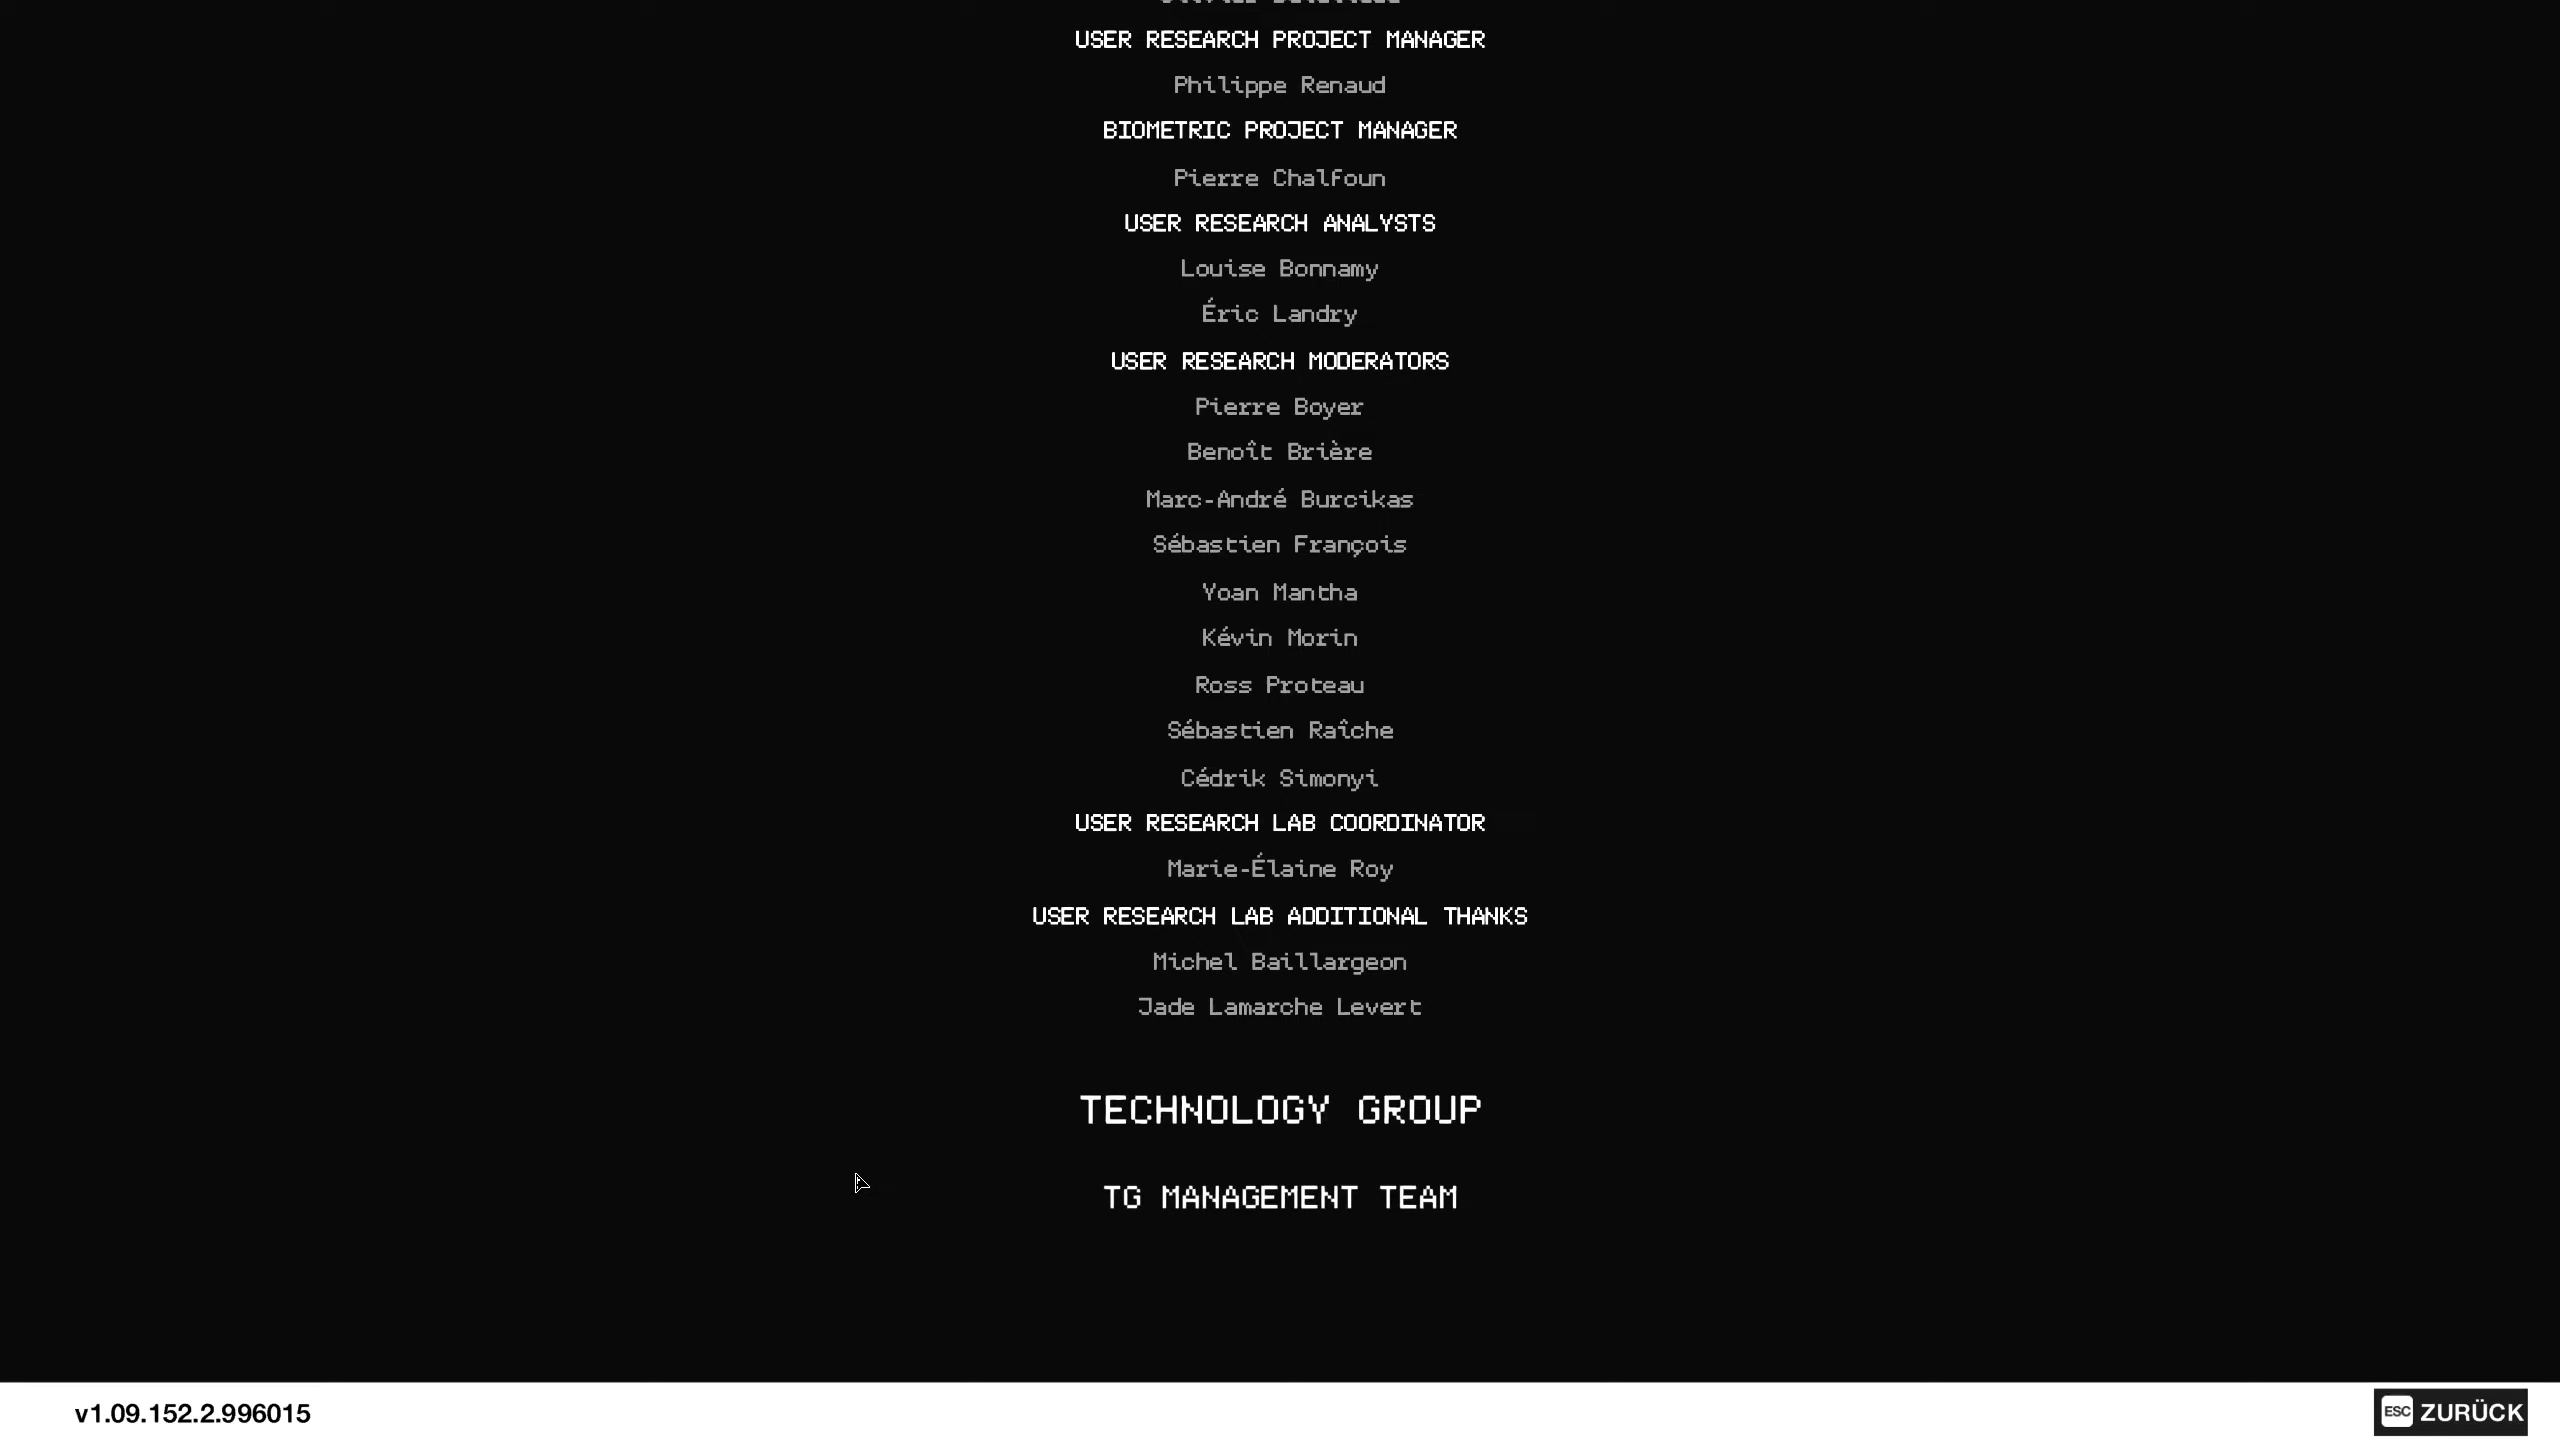 USER RESEARCH PROJECT MANAGER
Philippe Renaud
BIOMETRIC PROJECT MANAGER
Pierre Chalfoun
USER RESEARCH ANALYSTS
Louise Bonnamy
Éric Landry
USER RESEARCH MODERATORS
Pierre Boyer
Benoît Brière
Marc-André Burcikas
Sébastien François
Yoan Mantha
Kévin Morin
Ross Proteau
Sébastien Raîche
Cédrik Simonyi
USER RESEARCH LAB COORDINATOR
Marie-Élaine Roy
USER RESEARCH LAB ADDITIONAL THANKS
Michel Baillargeon
Jade Lamarche Levert
TECHNOLOGY GROUP
TG MANAGEMENT TEAM
v1.09.152.2.996015
ESC ZURÜCK